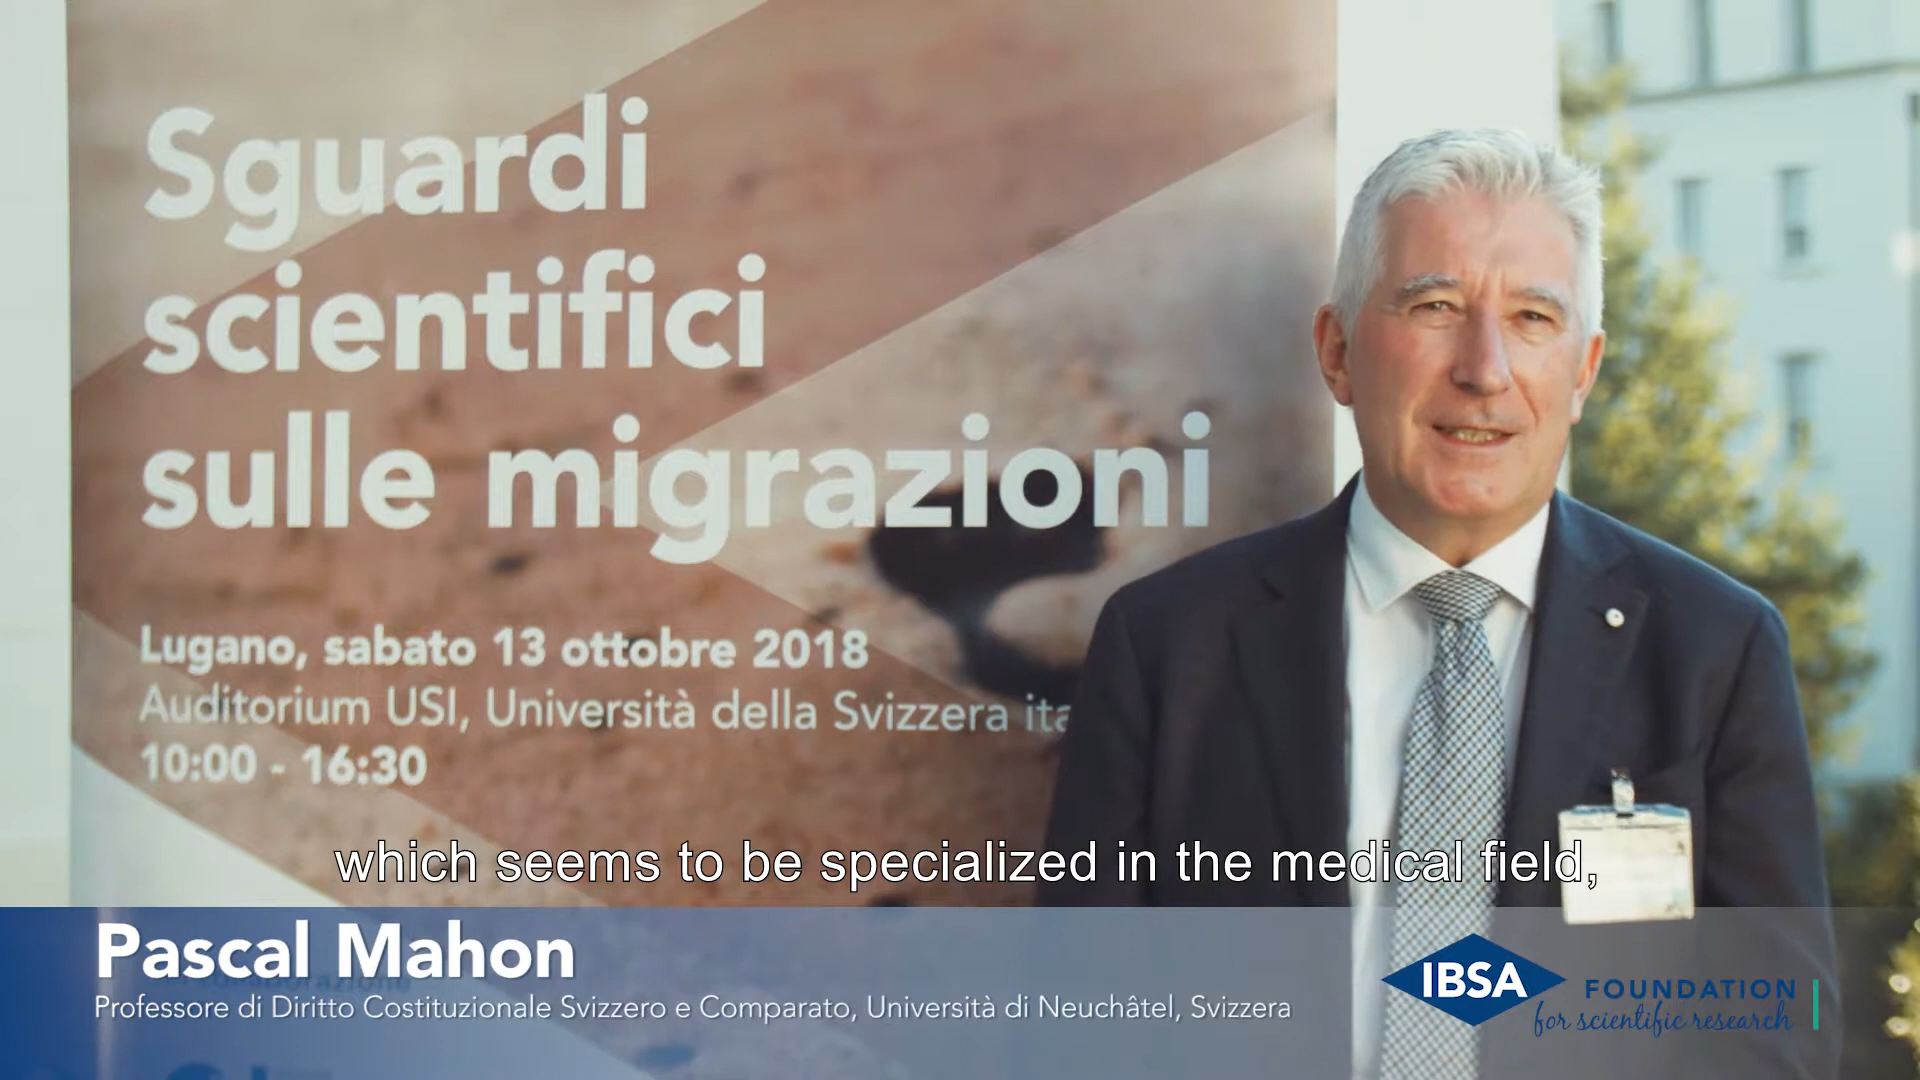 Sguardi
scientifici
sulle migrazioni
Lugano, sabato 13 ottobre 2018
Auditorium USI, Università della Svizzera ita
10:00 - 16:30
which seems to be specialized in the medical field,
Pascal Mahon
Professore di Diritto Costituzionale Svizzero e Comparato, Università di Neuchâtel, Svizzera
IBSA FOUNDATION
for scientific research